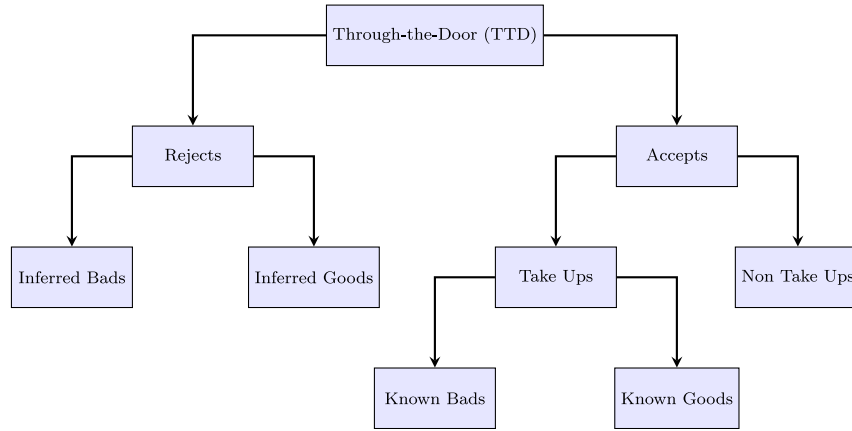 Through-the-Door (TTD)
Rejects
Accepts
Inferred Bads
Inferred Goods
Take Ups
Non Take Ups
Known Bads
Known Goods